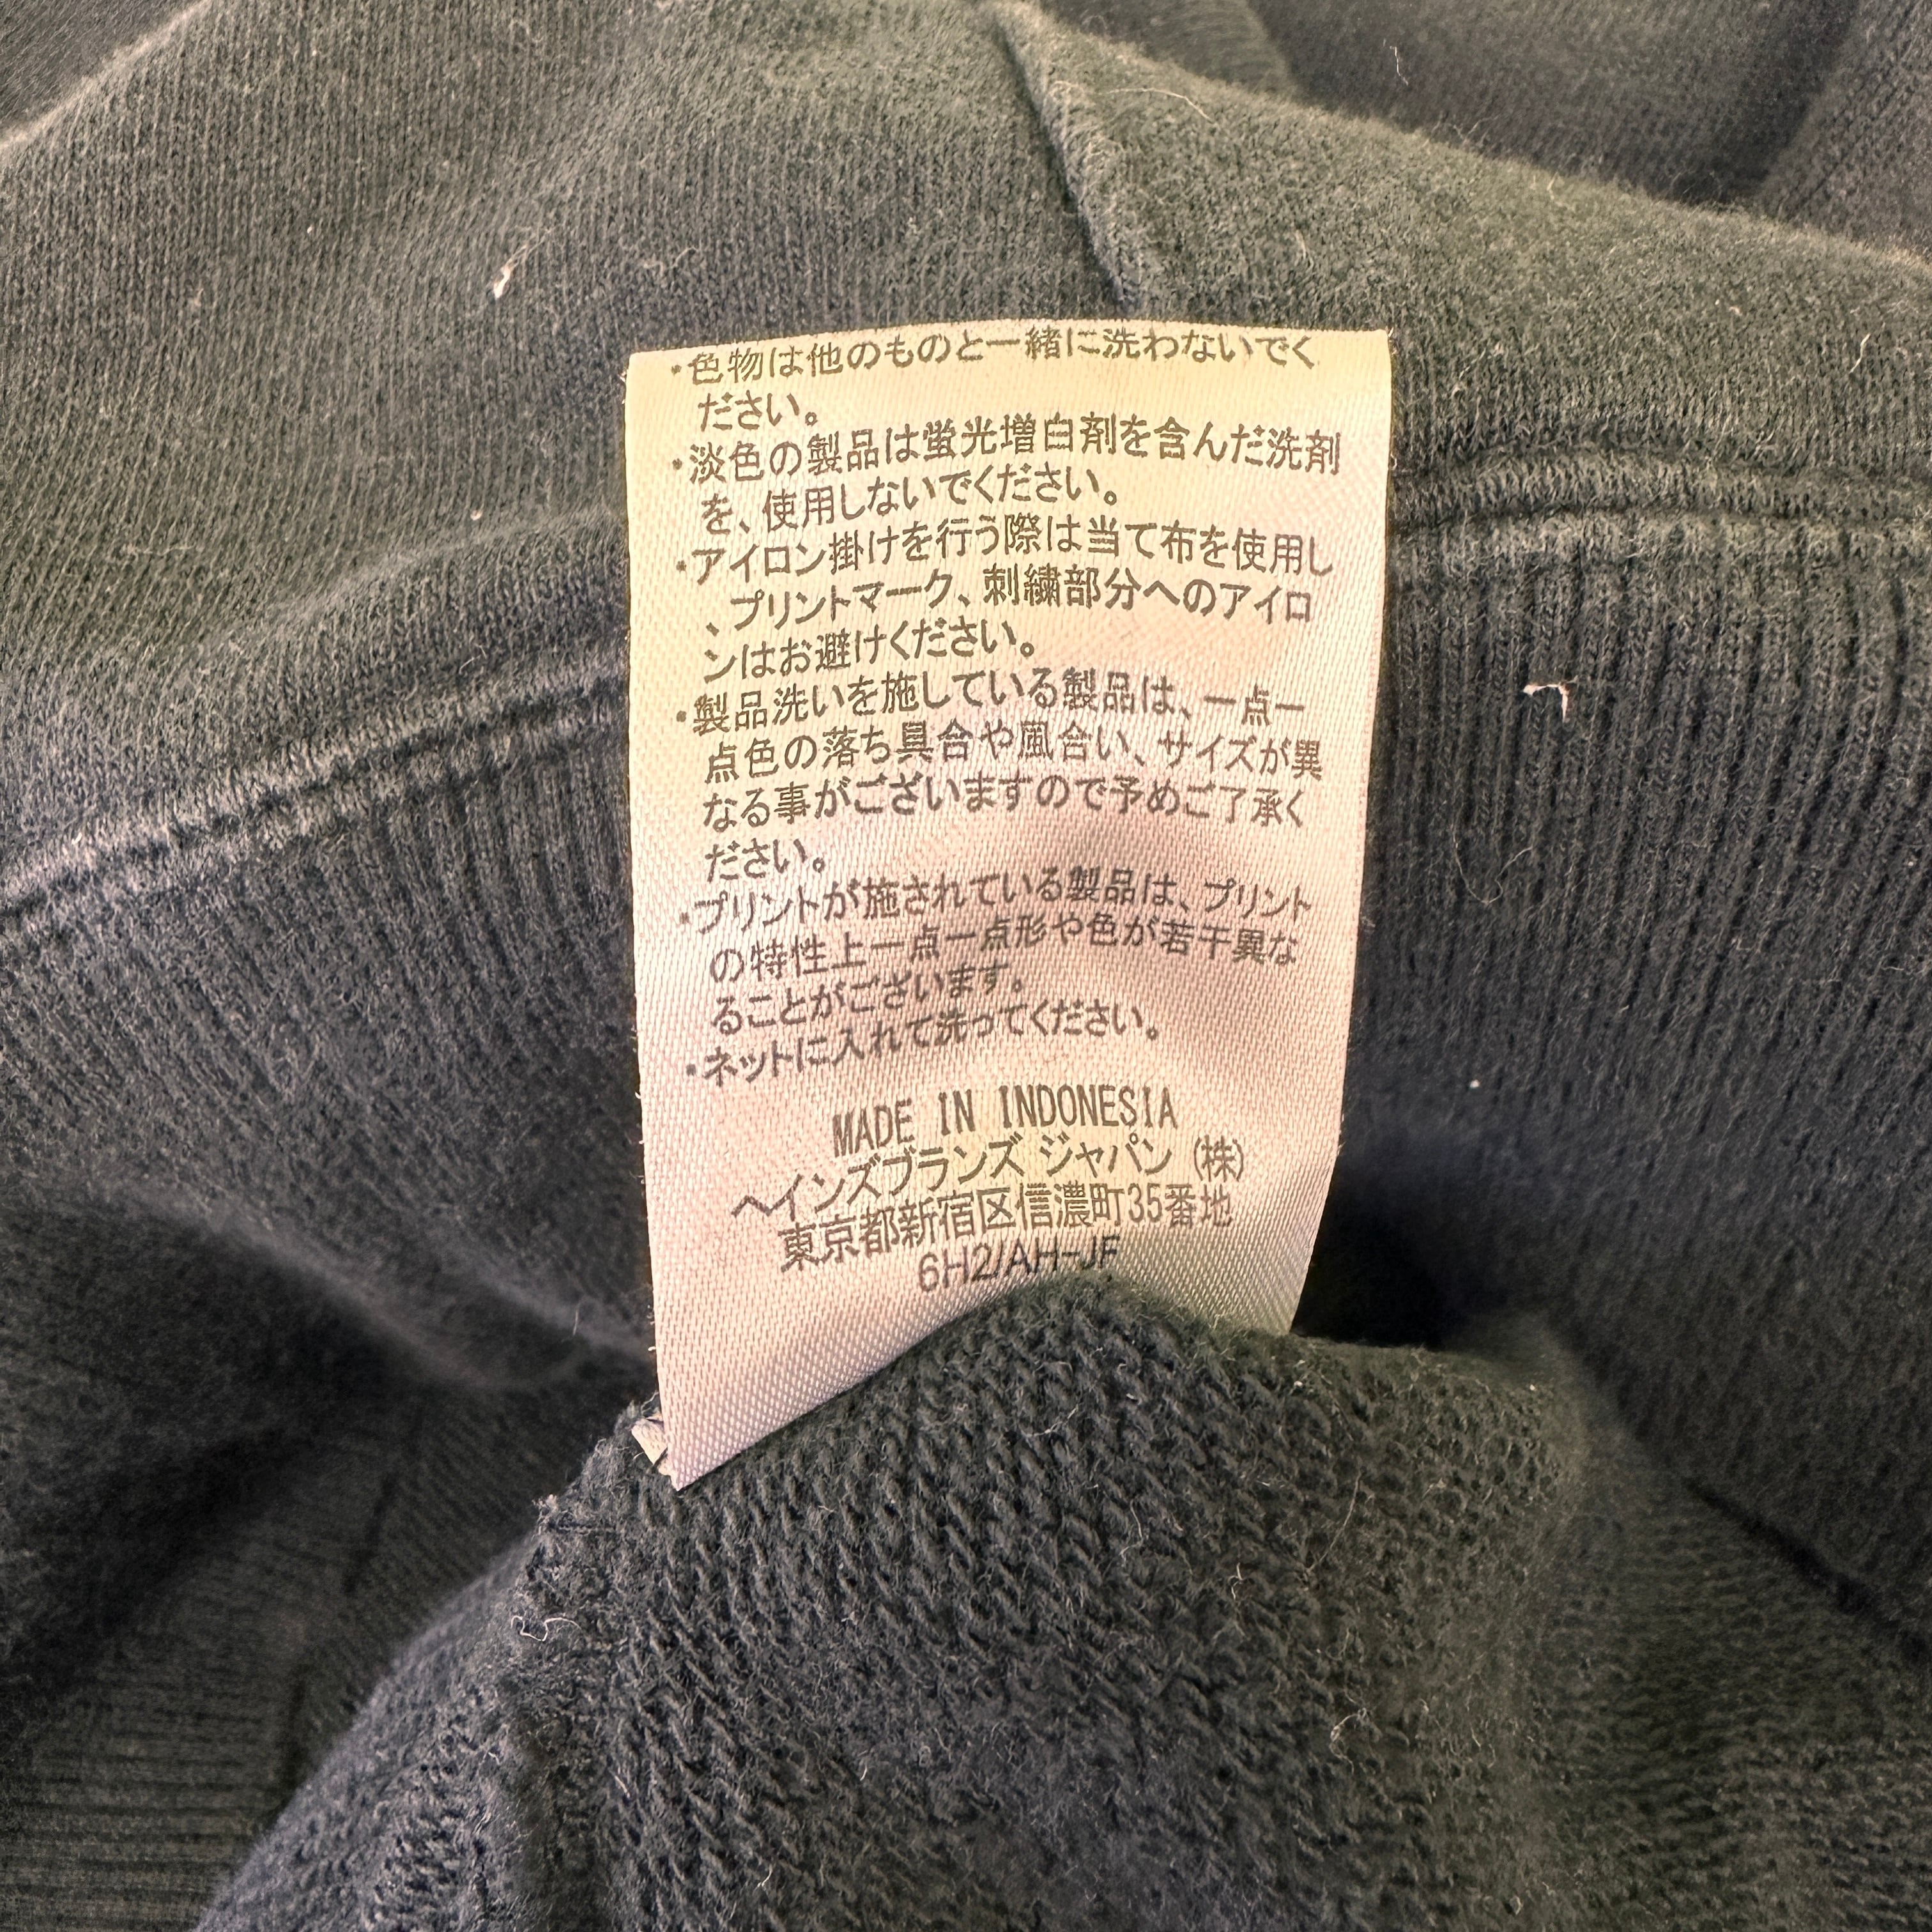 ・色物は他のものと一緒に洗わないでく
ださい。
・淡色の製品は蛍光増白剤を含んだ洗剤
を、使用しないでください。
・アイロン掛けを行う際は当て布を使用し
、プリントマーク、刺繍部分へのアイロ
ンはお避けください。
・製品洗いを施している製品は、一点一
点色の落ち具合や風合い、サイズが異
なる事がございますので予めご了承く
ださい。
・プリントが施されている製品は、プリント
の特性上一点一点形や色が若干異な
ることがございます。
・ネットに入れて洗ってください。
MADE IN INDONESIA
ヘインズブランズ ジャパン (株)
東京都新宿区信濃町35番地
6H2/AH-JF